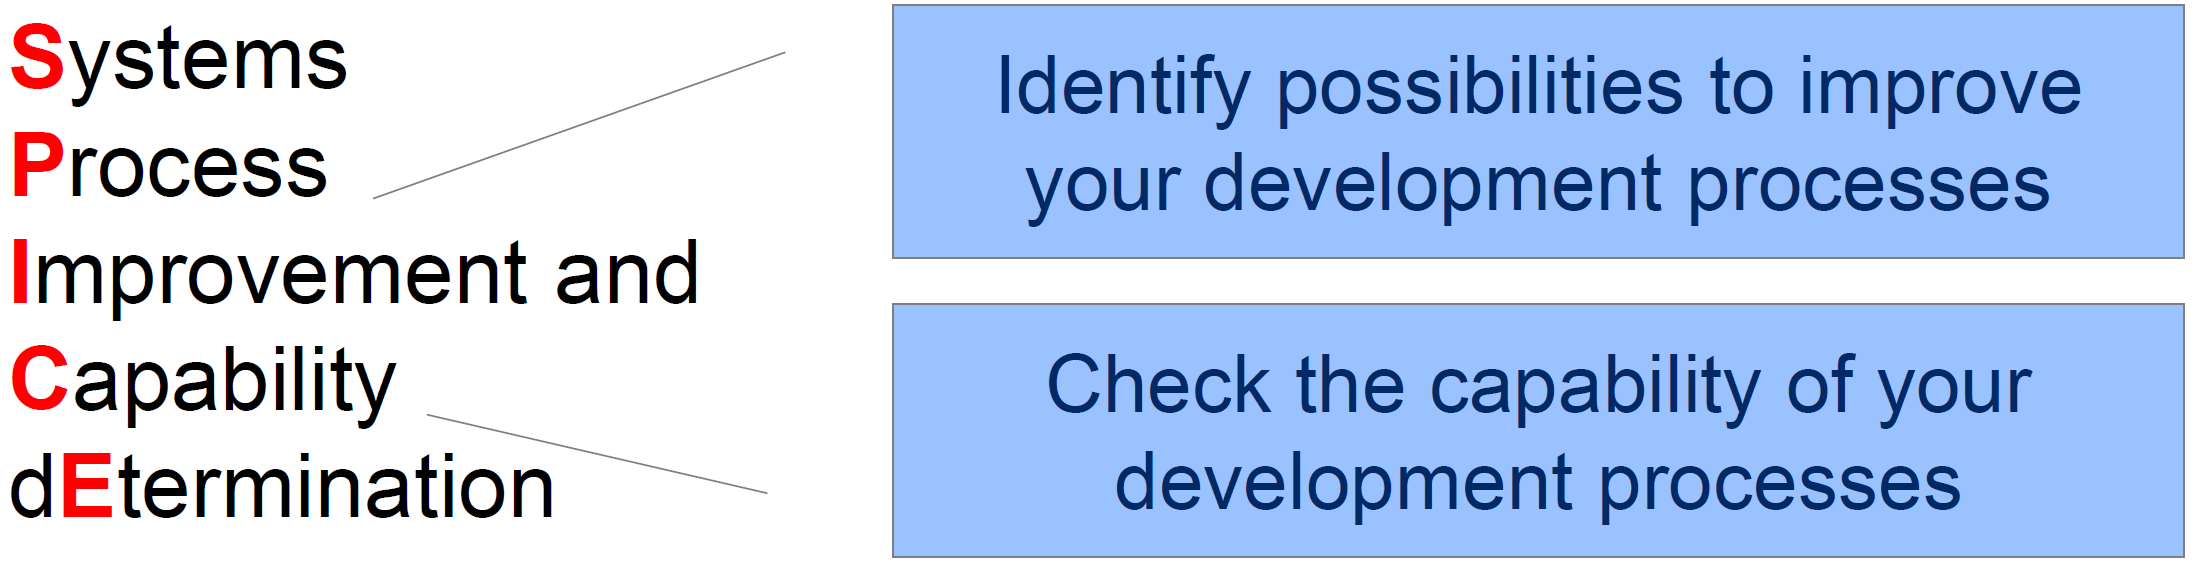 Systems
Process
Improvement and
Capability
dEtermination
Identify possibilities to improve
your development processes
Check the capability of your
development processes